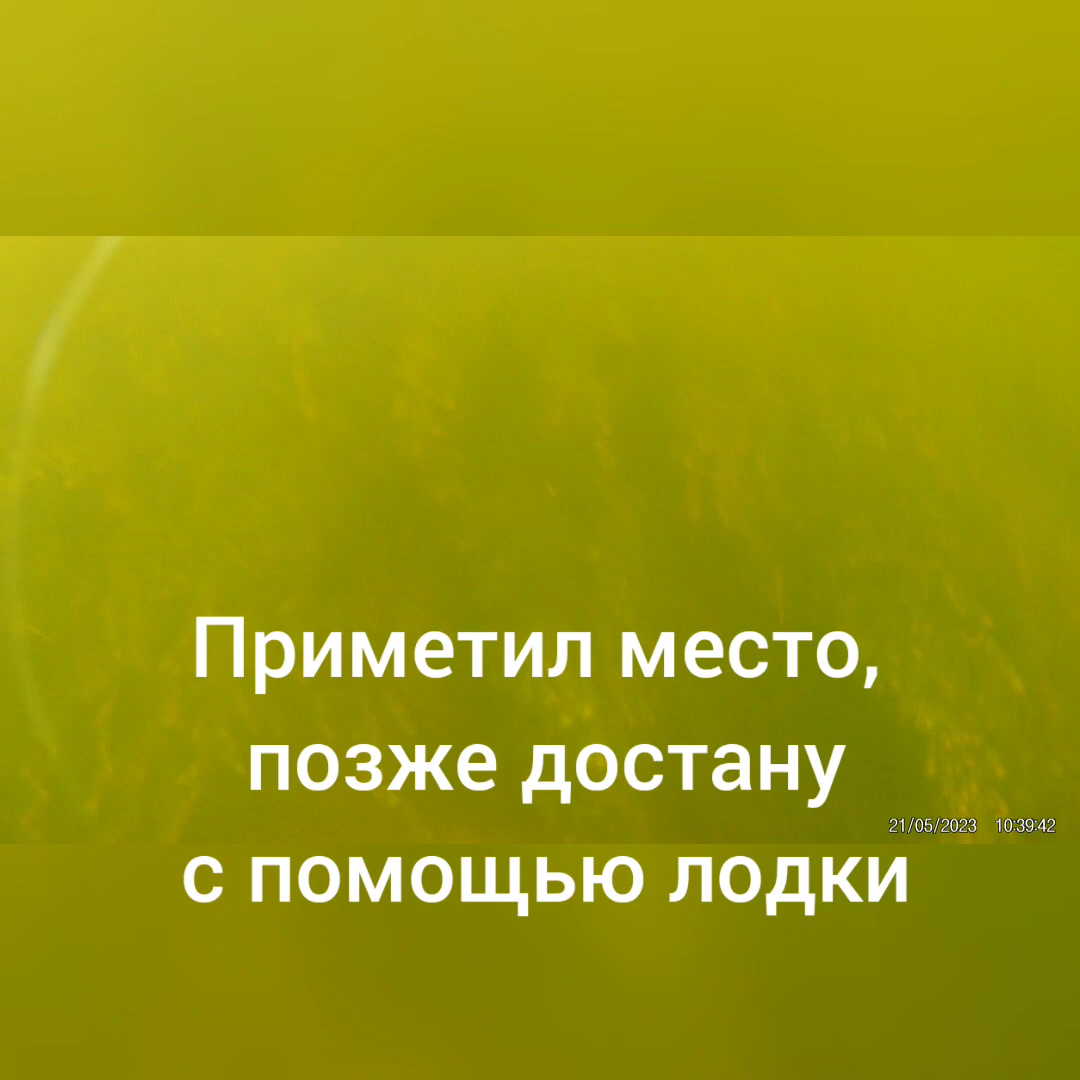 Приметил место,
позже достану
21/05/2023 10:39:42
с помощью лодки